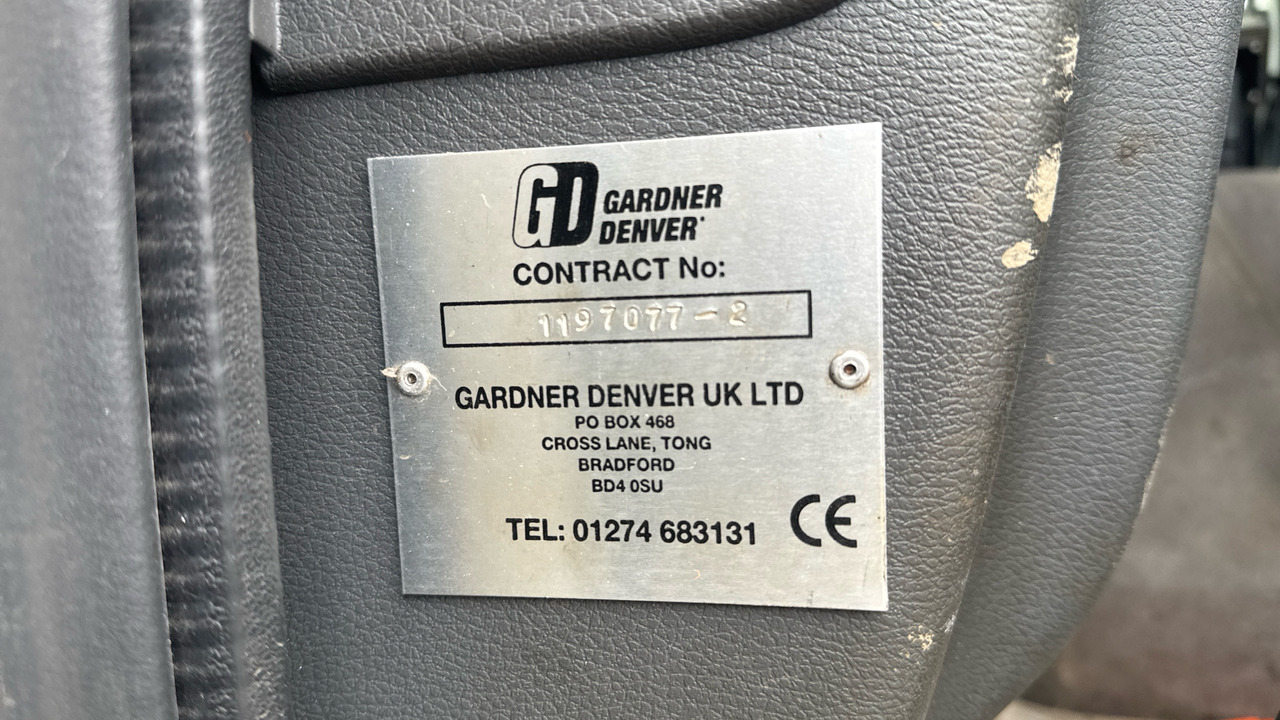 GD GARDNER
DENVER
CONTRACT No:
1197077-2
GARDNER DENVER UK LTD
PO BOX 468
CROSS LANE, TONG
BRADFORD
BD4 0SU
TEL: 01274 683131
CE